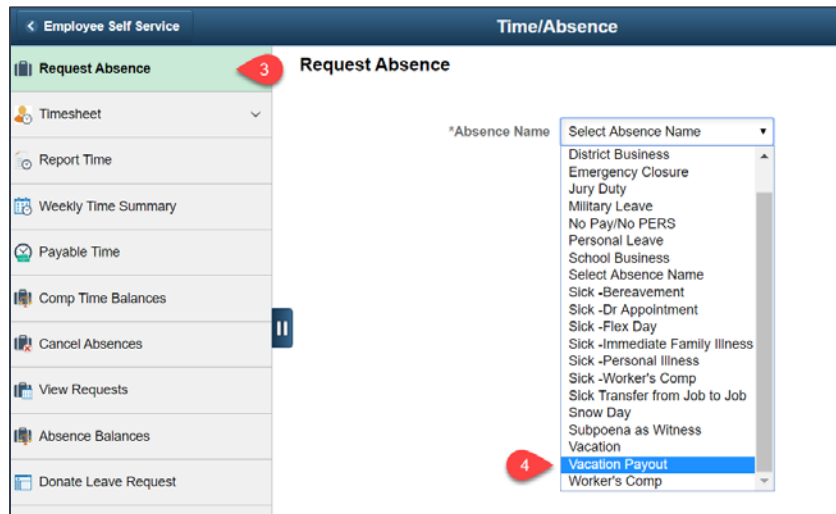 Employee Self Service
Time/Absence
Request Absence
3
Timesheet
Report Time
Weekly Time Summary
Payable Time
Comp Time Balances
Cancel Absences
View Requests
Absence Balances
Donate Leave Request
Request Absence
*Absence Name
Select Absence Name
District Business
Emergency Closure
Jury Duty
Military Leave
No Pay/No PERS
Personal Leave
School Business
Select Absence Name
Sick -Bereavement
Sick -Dr Appointment
Sick -Flex Day
Sick -Immediate Family Illness
Sick -Personal Illness
Sick -Worker's Comp
Sick Transfer from Job to Job
Snow Day
Subpoena as Witness
Vacation
4
Vacation Payout
Worker's Comp